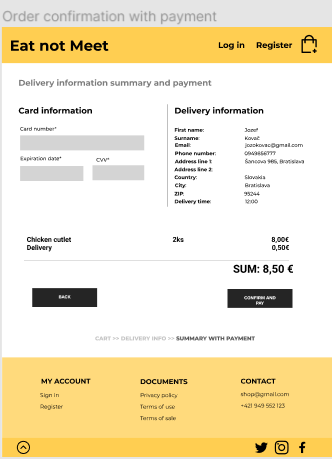 Order confirmation with payment
Eat not Meet
Log in
Register
Delivery information summary and payment
Card information
Card number*
Expiration date*
CVV*
Delivery information
First name: Jozef
Surname: Kovač
Email: jozokovac@gmail.com
Phone number: 0949856777
Address line 1: Šancova 985, Bratislava
Address line 2:
Country: Slovakia
City: Bratislava
ZIP: 95244
Delivery time: 12:00
Chicken cutlet 2ks 8,00€
Delivery 0,50€
SUM: 8,50 €
BACK
CONFIRM AND
PAY
CART >> DELIVERY INFO >> SUMMARY WITH PAYMENT
MY ACCOUNT
Sign in
Register
DOCUMENTS
Privacy policy
Terms of use
Terms of sale
CONTACT
shop@gmail.com
+421 949 552 123